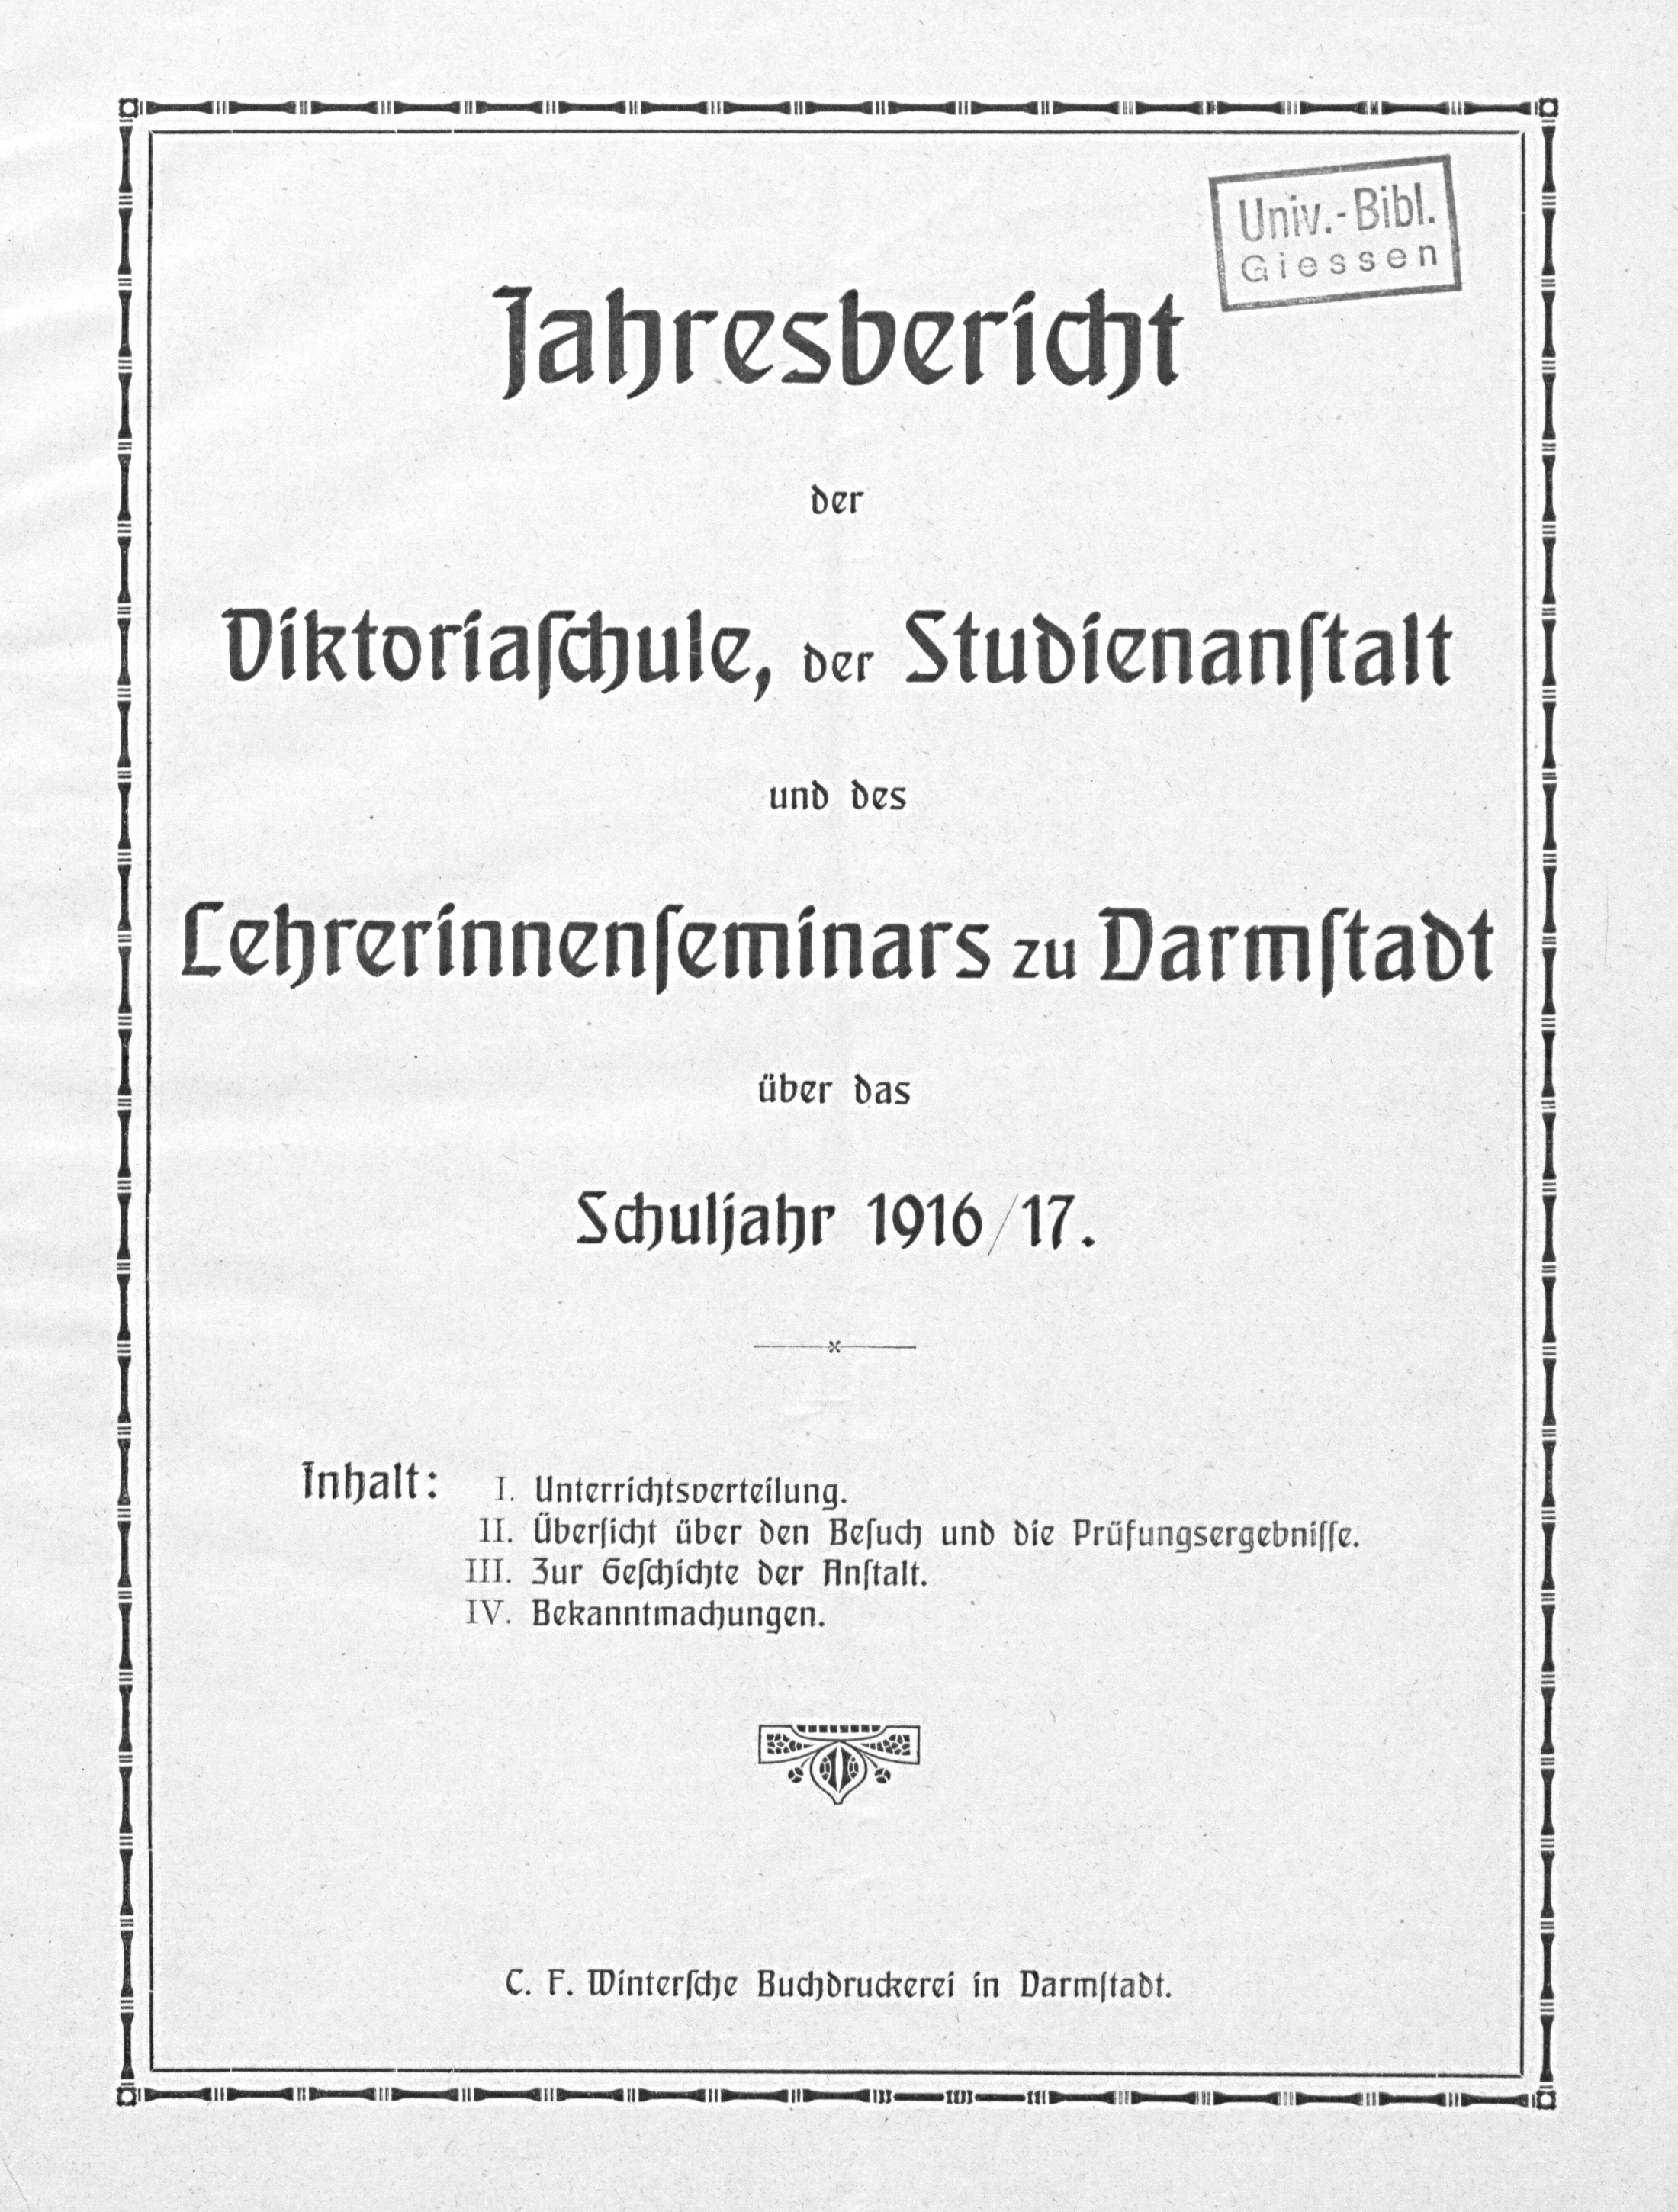 Univ.-Bibl.
Giessen
Jahresbericht
der
Viktoriaſchule, der Studienanſtalt
und des
Lehrerinnenſeminars zu Darmſtadt
über das
Schuljahr 1916/17.
Inhalt: I. Unterrichtsverteilung.
II. Überſicht über den Beſuch und die Prüfungsergebniſſe.
III. Zur Geſchichte der Anſtalt.
IV. Bekanntmachungen.
C. F. Winterſche Buchdruckerei in Darmſtadt.